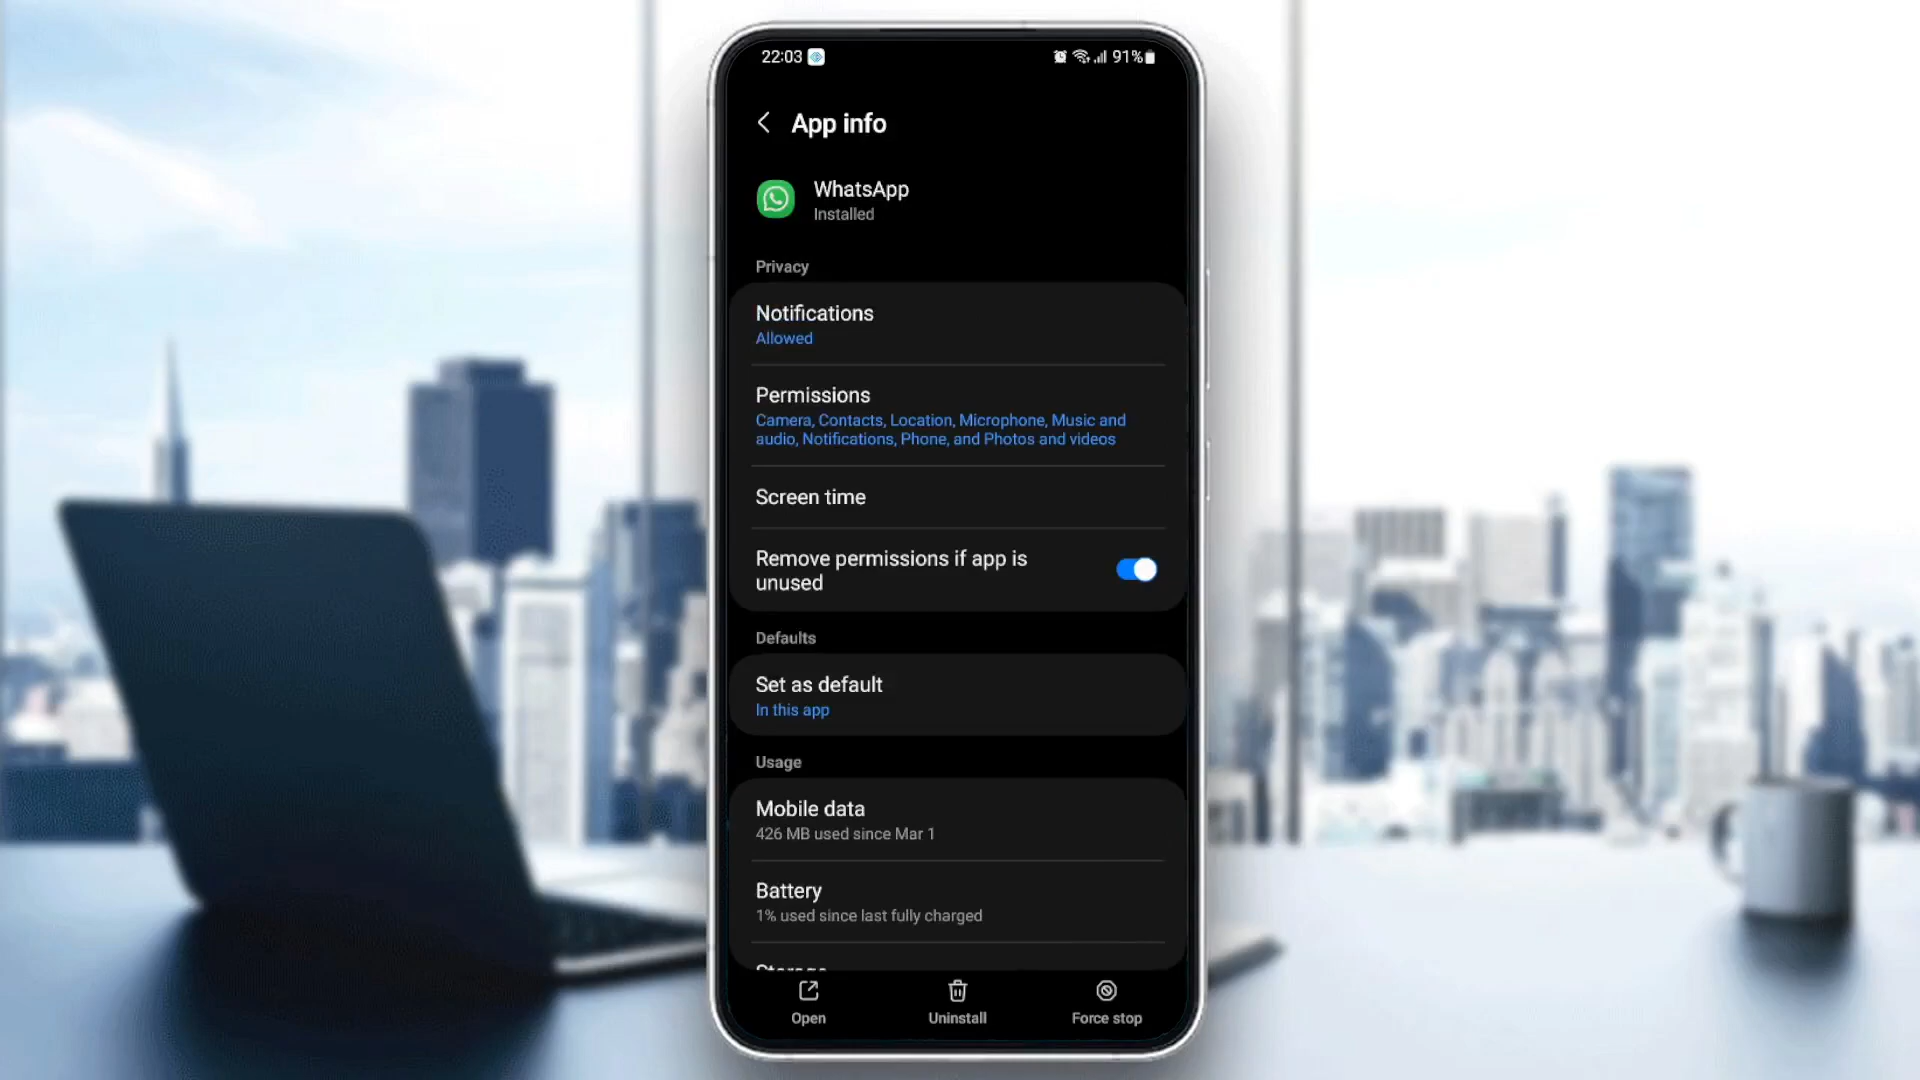 22:03
91%
App info
WhatsApp
Installed
Privacy
Notifications
Allowed
Permissions
Camera, Contacts, Location, Microphone, Music and
audio, Notifications, Phone, and Photos and videos
Screen time
Remove permissions if app is
unused
Defaults
Set as default
In this app
Usage
Mobile data
426 MB used since Mar 1
Battery
1% used since last fully charged
Storage
Open
Uninstall
Force stop